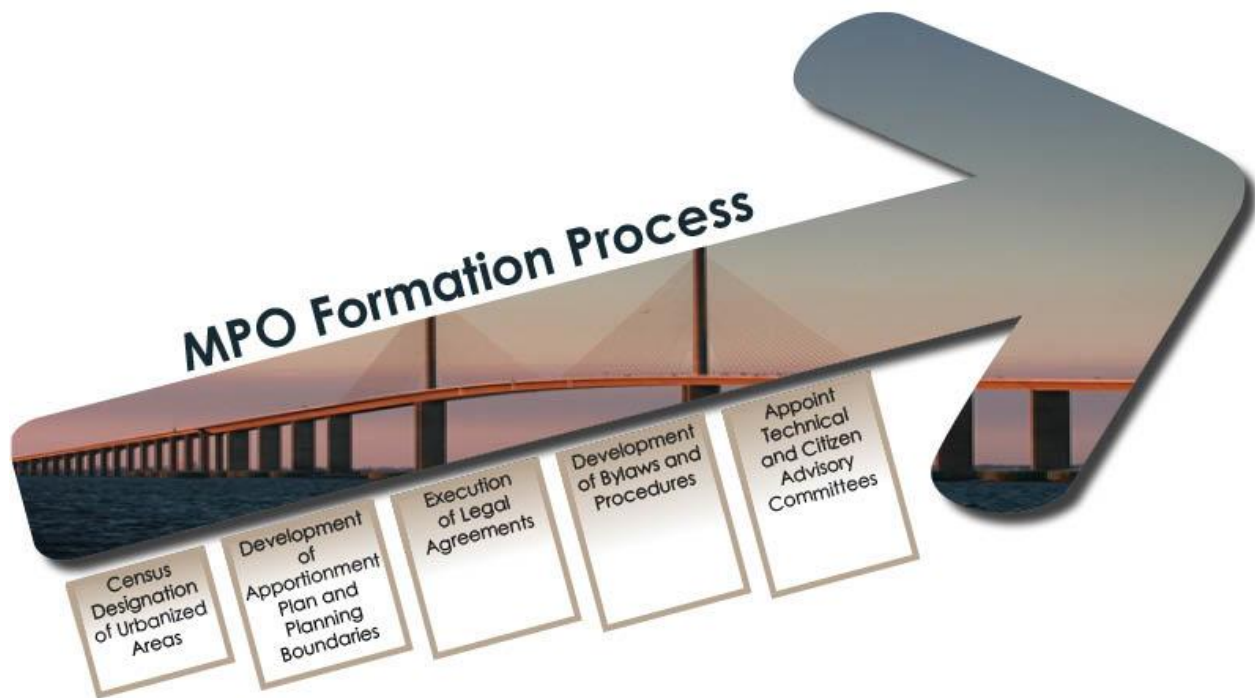 MPO Formation Process
Census
Designation
of Urbanized
Areas
Development
of
Apportionment
Plan and
Planning
Boundaries
Execution
of Legal
Agreements
Development
of Bylaws and
Procedures
Appoint
Technical
and Citizen
Advisory
Committees